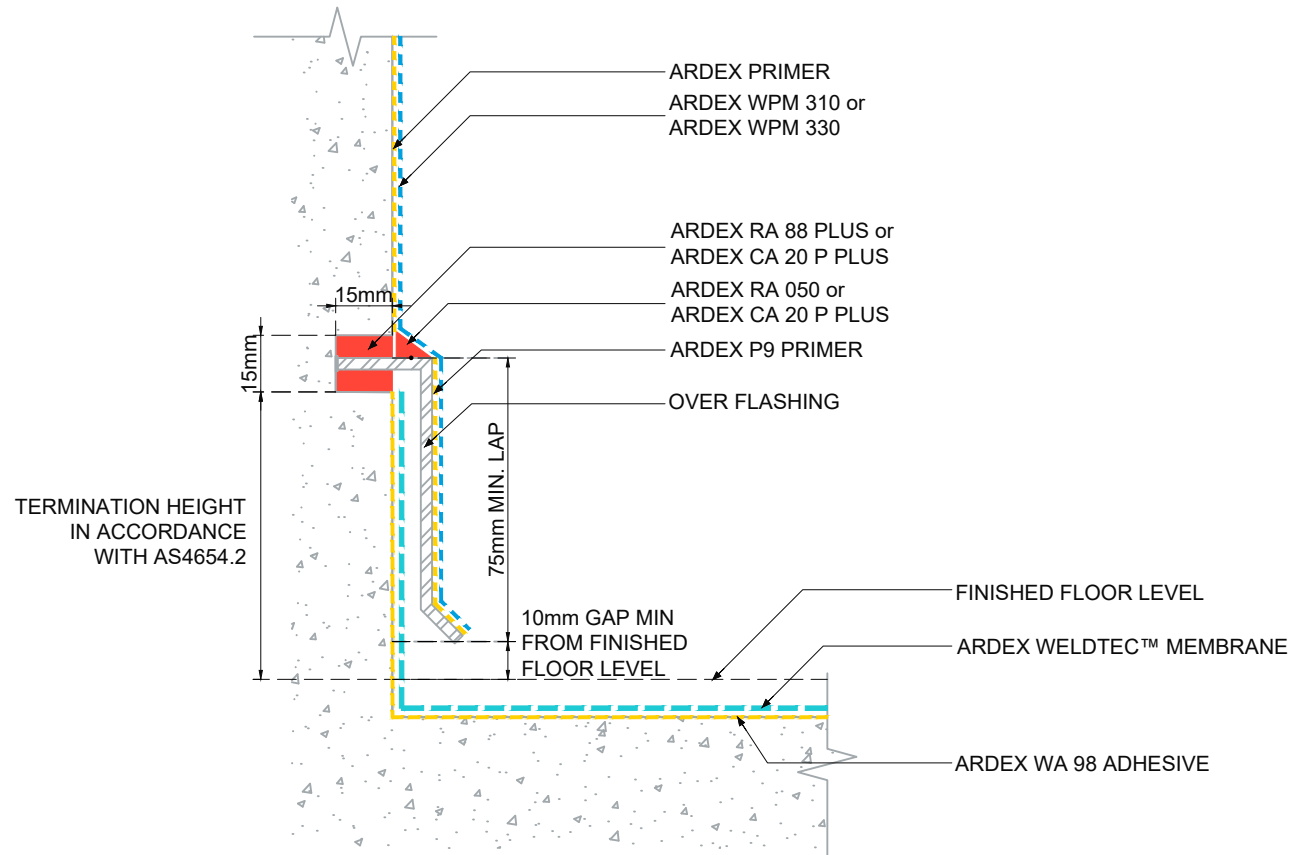 ARDEX PRIMER
ARDEX WPM 310 or
ARDEX WPM 330
ARDEX RA 88 PLUS or
ARDEX CA 20 P PLUS
15mm
ARDEX RA 050 or
ARDEX CA 20 P PLUS
15mm
ARDEX P9 PRIMER
OVER FLASHING
75mm MIN. LAP
TERMINATION HEIGHT
IN ACCORDANCE
WITH AS4654.2
10mm GAP MIN
FROM FINISHED
FLOOR LEVEL
FINISHED FLOOR LEVEL
ARDEX WELDTEC™ MEMBRANE
ARDEX WA 98 ADHESIVE